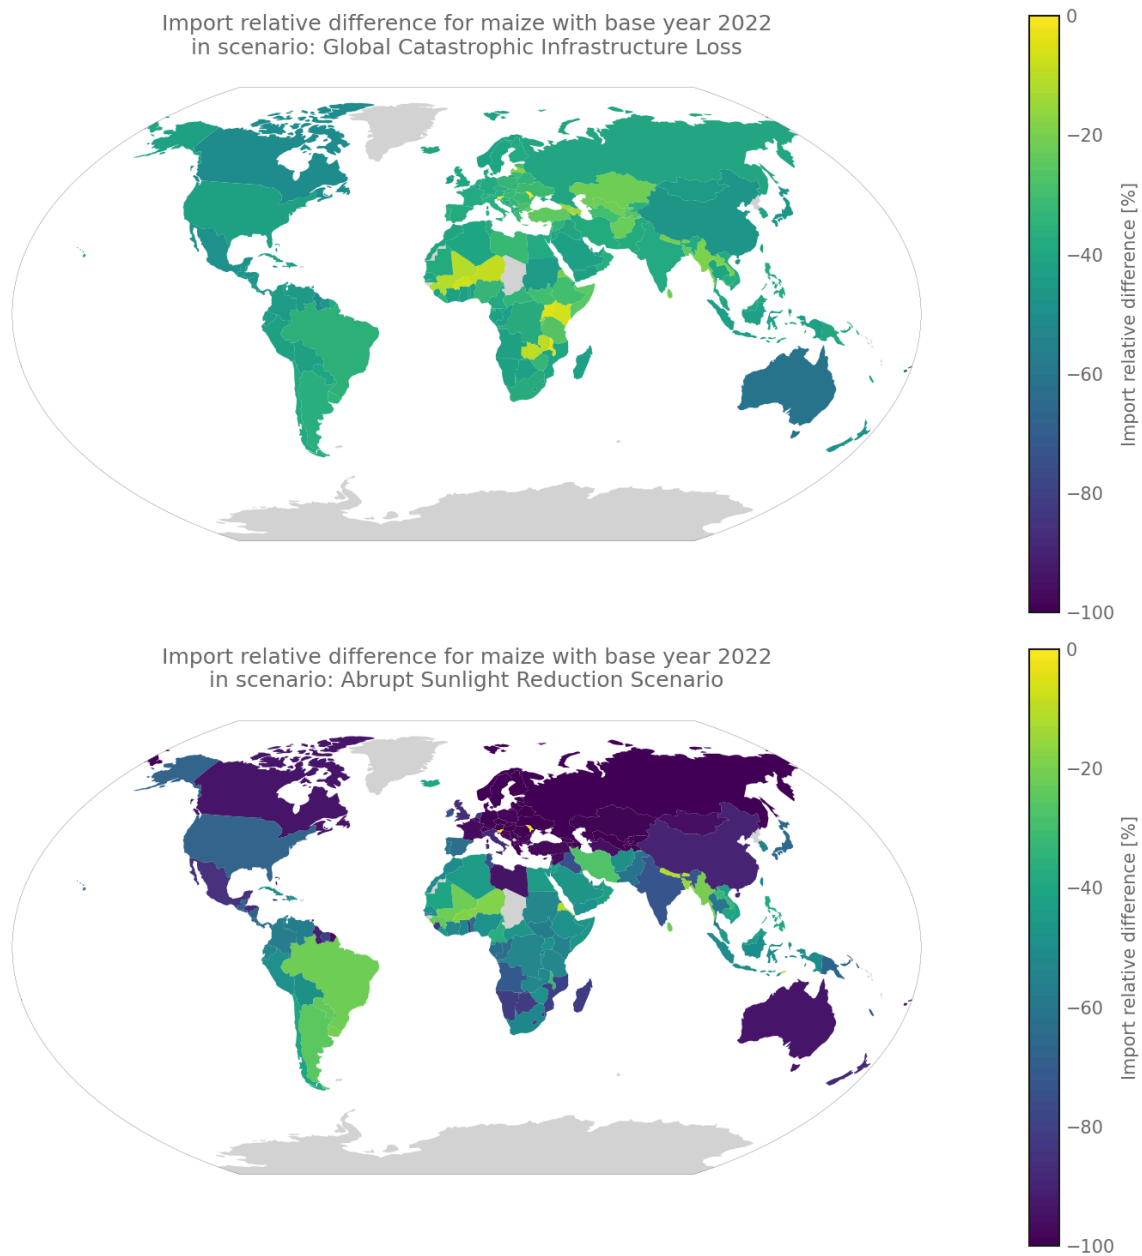 Import relative difference for maize with base year 2022
in scenario: Global Catastrophic Infrastructure Loss
0
−20
−40
−60
−80
−100
Import relative difference [%]
Import relative difference for maize with base year 2022
in scenario: Abrupt Sunlight Reduction Scenario
0
−20
−40
−60
−80
−100
Import relative difference [%]